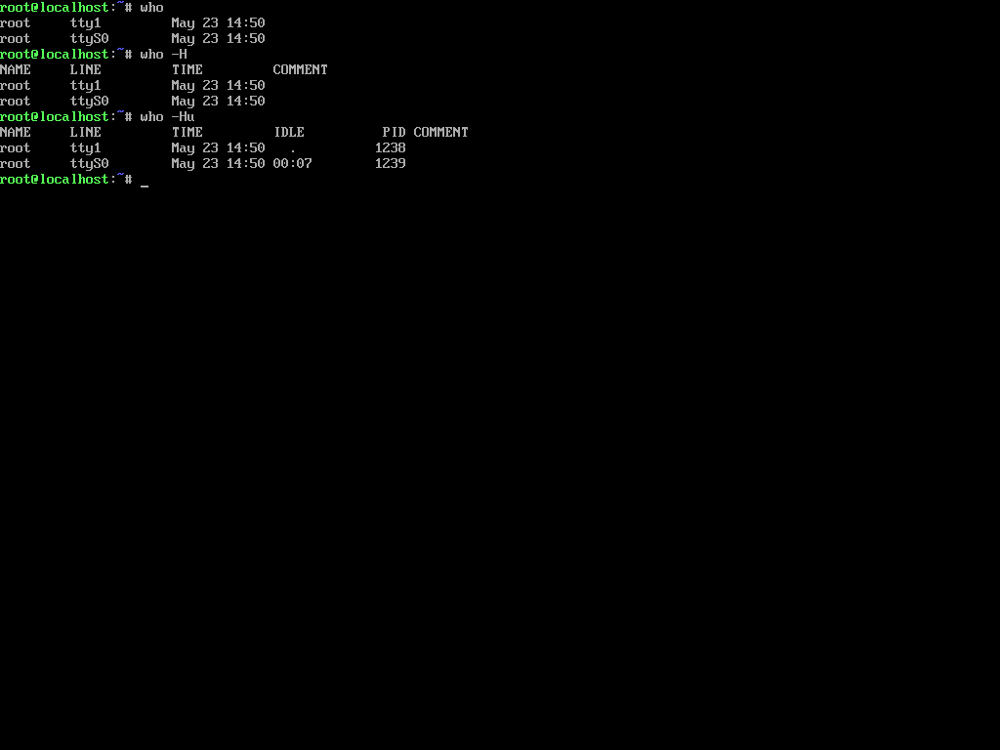 root@localhost:~# who
root     tty1         May 23 14:50
root     ttyS0        May 23 14:50
root@localhost:~# who -H
NAME     LINE         TIME         COMMENT
root     tty1         May 23 14:50
root     ttyS0        May 23 14:50
root@localhost:~# who -Hu
NAME     LINE         TIME         IDLE          PID COMMENT
root     tty1         May 23 14:50   .          1238
root     ttyS0        May 23 14:50 00:07        1239
root@localhost:~# _